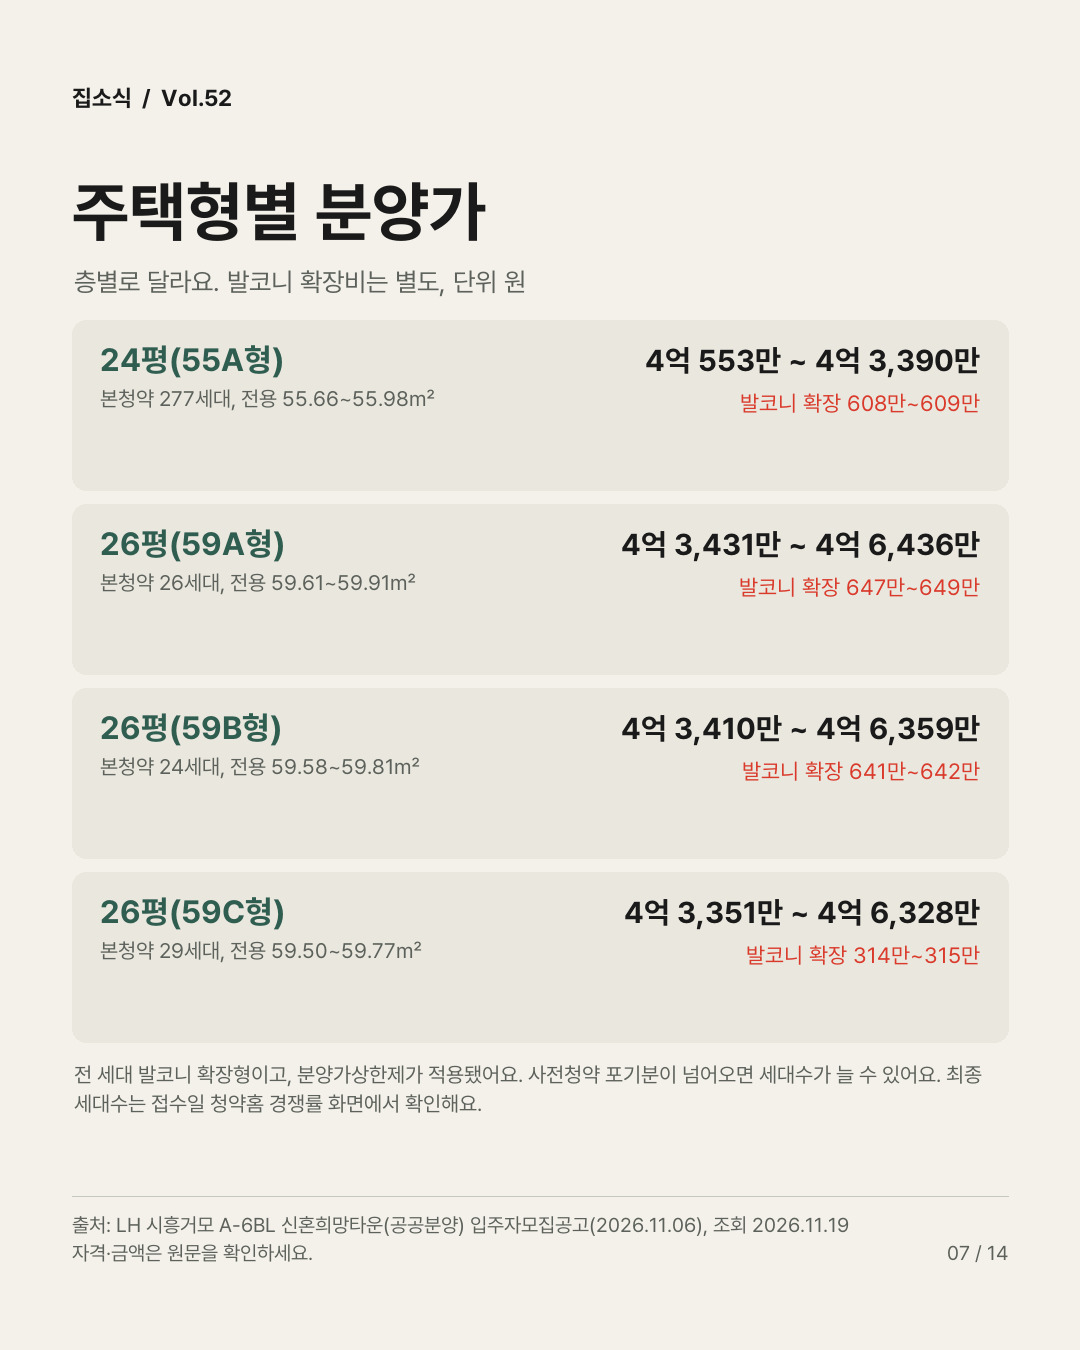 집소식 / Vol.52
주택형별 분양가
층별로 달라요. 발코니 확장비는 별도, 단위 원
24평(55A형)
4억 553만 ~ 4억 3,390만
본청약 277세대, 전용 55.66~55.98m²
발코니 확장 608만~609만
26평(59A형)
4억 3,431만 ~ 4억 6,436만
본청약 26세대, 전용 59.61~59.91m²
발코니 확장 647만~649만
26평(59B형)
4억 3,410만 ~ 4억 6,359만
본청약 24세대, 전용 59.58~59.81m²
발코니 확장 641만~642만
26평(59C형)
4억 3,351만 ~ 4억 6,328만
본청약 29세대, 전용 59.50~59.77m²
발코니 확장 314만~315만
전 세대 발코니 확장형이고, 분양가상한제가 적용됐어요. 사전청약 포기분이 넘어오면 세대수가 늘 수 있어요. 최종
세대수는 접수일 청약홈 경쟁률 화면에서 확인해요.
출처: LH 시흥거모 A-6BL 신혼희망타운(공공분양) 입주자모집공고(2026.11.06), 조회 2026.11.19
자격·금액은 원문을 확인하세요.
07 / 14